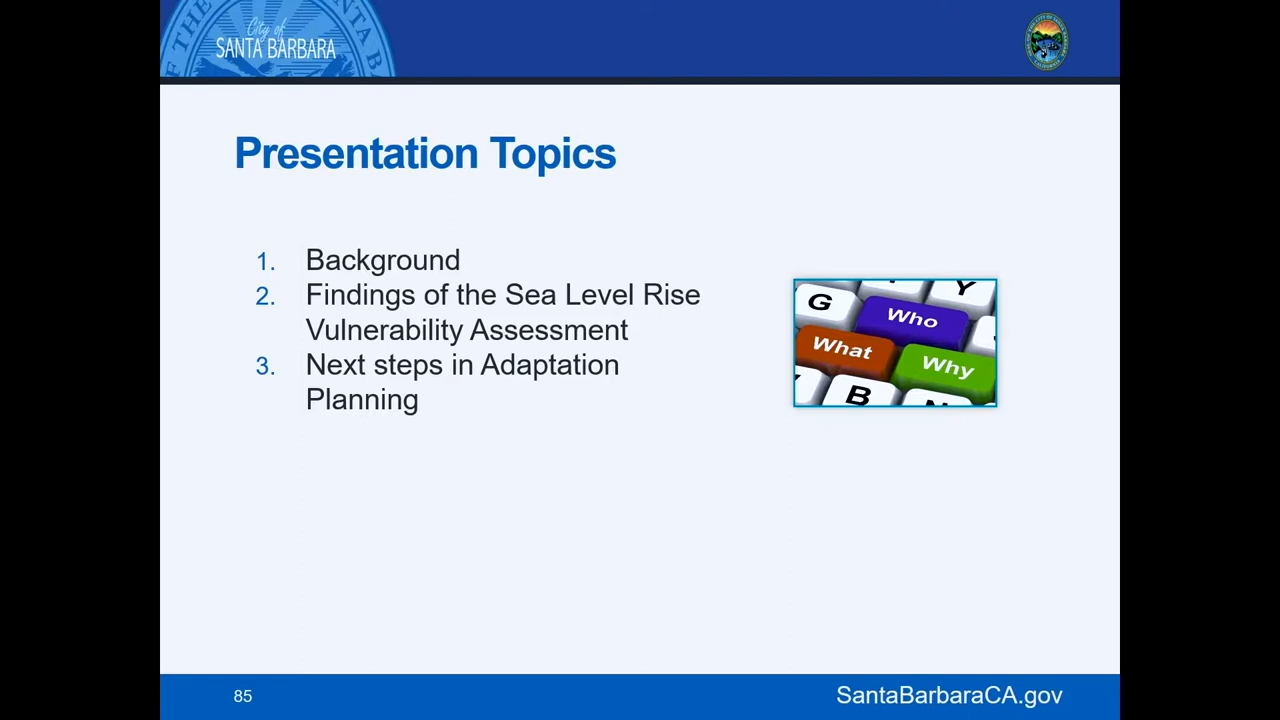 City of
SANTA BARBARA
Presentation Topics
1. Background
2. Findings of the Sea Level Rise
Vulnerability Assessment
3. Next steps in Adaptation
Planning
G
Y
Who
What
Why
B
85
SantaBarbaraCA.gov